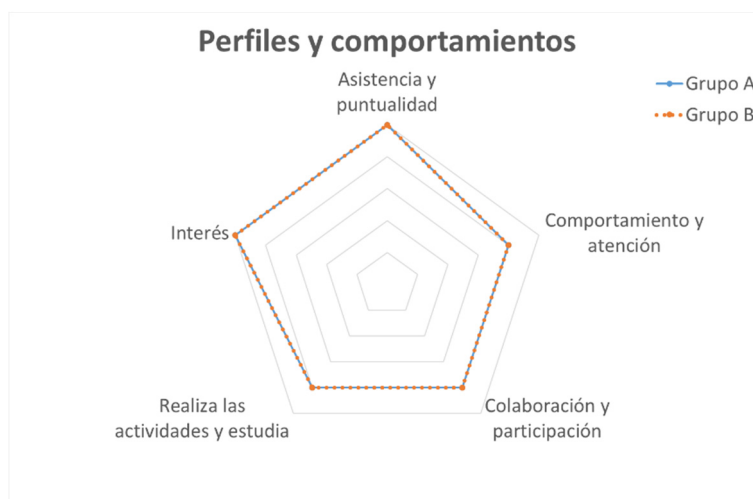 Perfiles y comportamientos
Asistencia y
puntualidad
Grupo A
Grupo B
Comportamiento y
atención
Interés
Realiza las
actividades y estudia
Colaboración y
participación